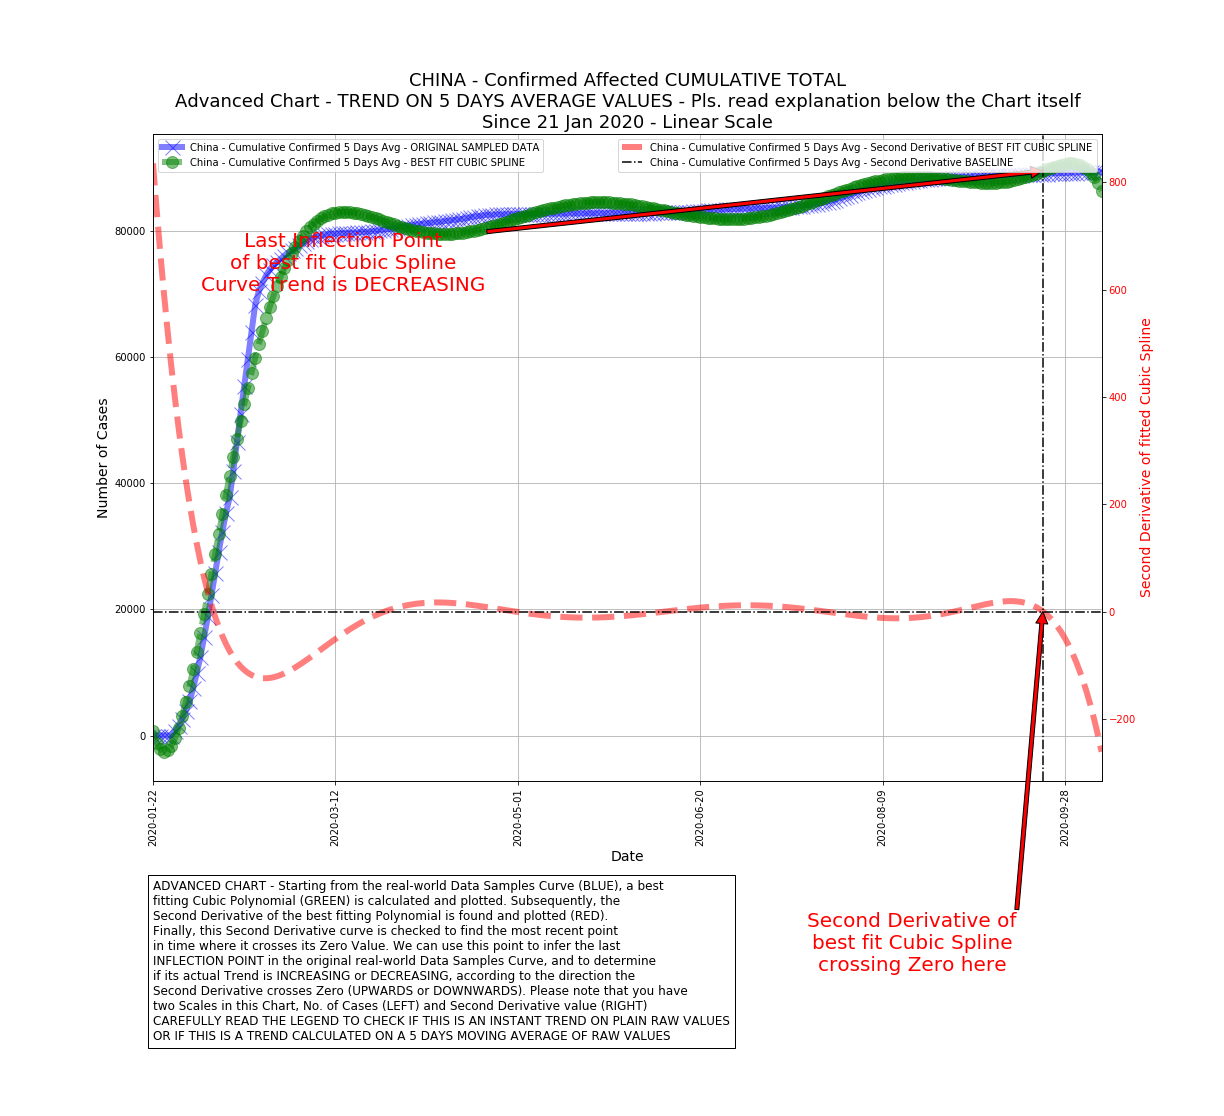 CHINA - Confirmed Affected CUMULATIVE TOTAL
Advanced Chart - TREND ON 5 DAYS AVERAGE VALUES - Pls. read explanation below the Chart itself
Since 21 Jan 2020 - Linear Scale
China - Cumulative Confirmed 5 Days Avg - ORIGINAL SAMPLED DATA
China - Cumulative Confirmed 5 Days Avg - BEST FIT CUBIC SPLINE
China - Cumulative Confirmed 5 Days Avg - Second Derivative of BEST FIT CUBIC SPLINE
China - Cumulative Confirmed 5 Days Avg - Second Derivative BASELINE
Last Inflection Point
of best fit Cubic Spline
Curve Trend is DECREASING
Number of Cases
80000
60000
40000
20000
0
800
600
400
200
0
−200
Second Derivative of fitted Cubic Spline
2020-01-22
2020-03-12
2020-05-01
2020-06-20
2020-08-09
2020-09-28
Date
ADVANCED CHART - Starting from the real-world Data Samples Curve (BLUE), a best
fitting Cubic Polynomial (GREEN) is calculated and plotted. Subsequently, the
Second Derivative of the best fitting Polynomial is found and plotted (RED).
Finally, this Second Derivative curve is checked to find the most recent point
in time where it crosses its Zero Value. We can use this point to infer the last
INFLECTION POINT in the original real-world Data Samples Curve, and to determine
if its actual Trend is INCREASING or DECREASING, according to the direction the
Second Derivative crosses Zero (UPWARDS or DOWNWARDS). Please note that you have
two Scales in this Chart, No. of Cases (LEFT) and Second Derivative value (RIGHT)
CAREFULLY READ THE LEGEND TO CHECK IF THIS IS AN INSTANT TREND ON PLAIN RAW VALUES
OR IF THIS IS A TREND CALCULATED ON A 5 DAYS MOVING AVERAGE OF RAW VALUES
Second Derivative of
best fit Cubic Spline
crossing Zero here